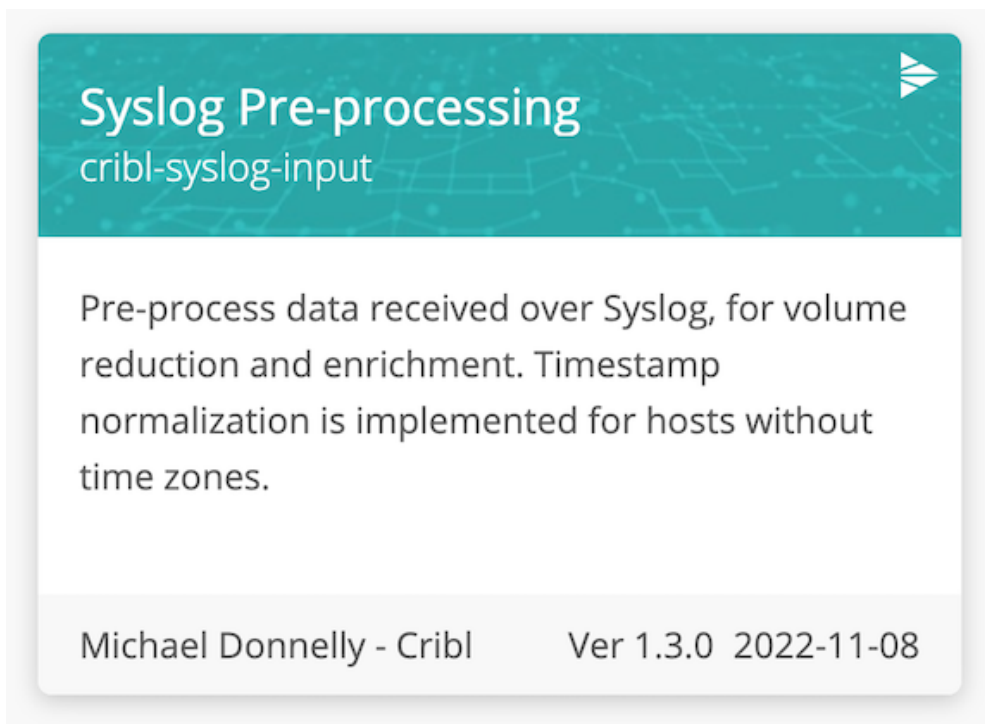 Syslog Pre-processing
cribl-syslog-input
Pre-process data received over Syslog, for volume
reduction and enrichment. Timestamp
normalization is implemented for hosts without
time zones.
Michael Donnelly - Cribl Ver 1.3.0 2022-11-08